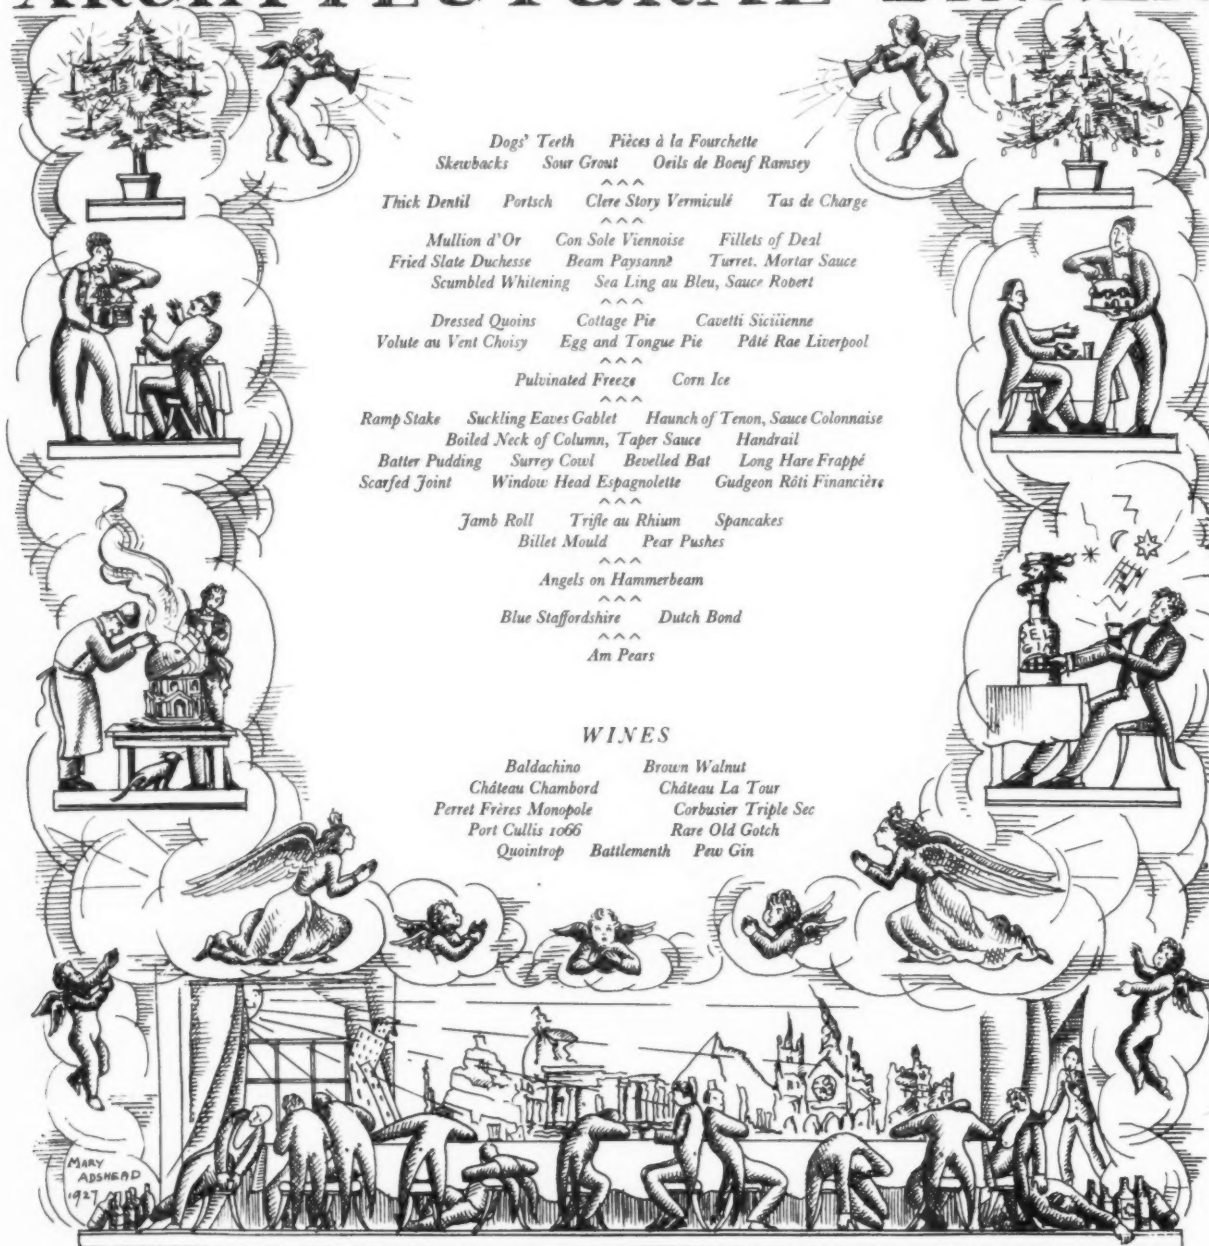 Dogs' Teeth Pièces à la Fourchette
Skewbacks Sour Grout Oeils de Boeuf Ramsey
^^^
Thick Dentil Portsch Clere Story Vermiculé Tas de Charge
^^^
Mullion d'Or Con Sole Viennoise Fillets of Deal
Fried Slate Duchesse Beam Paysanne Turret. Mortar Sauce
Scumbled Whitening Sea Ling au Bleu, Sauce Robert
^^^
Dressed Quoins Cottage Pie Cavetti Sicilienne
Volute au Vent Choisy Egg and Tongue Pie Pâté Rae Liverpool
^^^
Pulvinated Freeze Corn Ice
^^^
Ramp Stake Suckling Eaves Gablet Haunch of Tenon, Sauce Colonnaise
Boiled Neck of Column, Taper Sauce Handrail
Batter Pudding Surrey Cowl Bevelled Bat Long Hare Frappé
Scarfed Joint Window Head Espagnolette Gudgeon Rôti Financière
^^^
Jamb Roll Trifle au Rhium Spancakes
Billet Mould Pear Pushes
^^^
Angels on Hammerbeam
^^^
Blue Staffordshire Dutch Bond
^^^
Am Pears
WINES
Baldachino Brown Walnut
Château Chambord Château La Tour
Perret Frères Monopole Corbusier Triple Sec
Port Cullis 1066 Rare Old Gotch
Quointrop Battlementh Pew Gin
MARY
ADSHEAD
1927